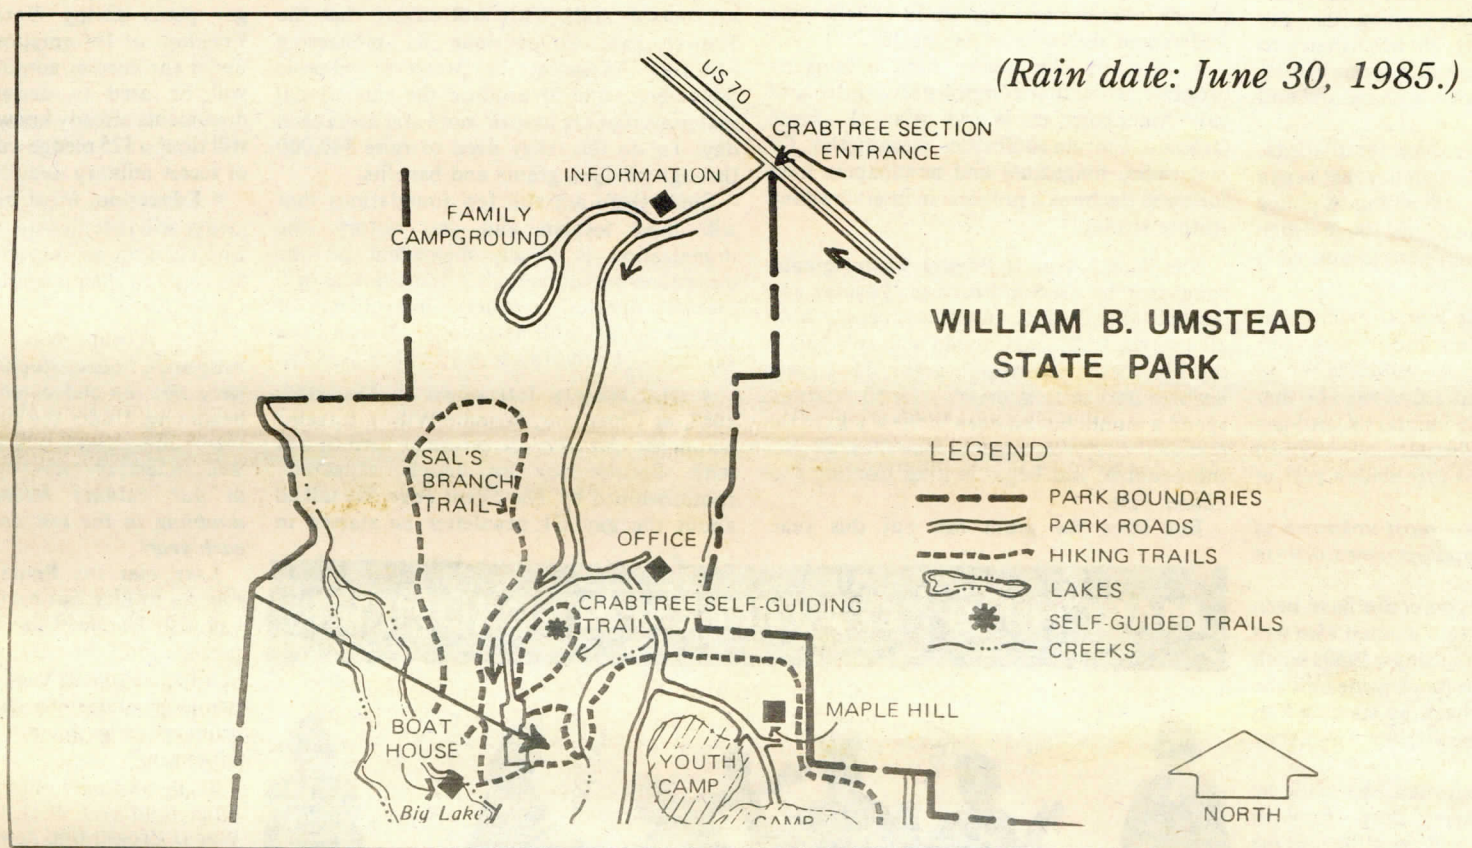 (Rain date: June 30, 1985.)
US 70
CRABTREE SECTION
ENTRANCE
INFORMATION
FAMILY
CAMPGROUND
WILLIAM B. UMSTEAD
STATE PARK
SAL'S
BRANCH
TRAIL
LEGEND
PARK BOUNDARIES
PARK ROADS
HIKING TRAILS
LAKES
SELF-GUIDED TRAILS
CREEKS
OFFICE
CRABTREE SELF-GUIDING
TRAIL
MAPLE HILL
BOAT
HOUSE
YOUTH
CAMP
Big Lake
CAMP
NORTH